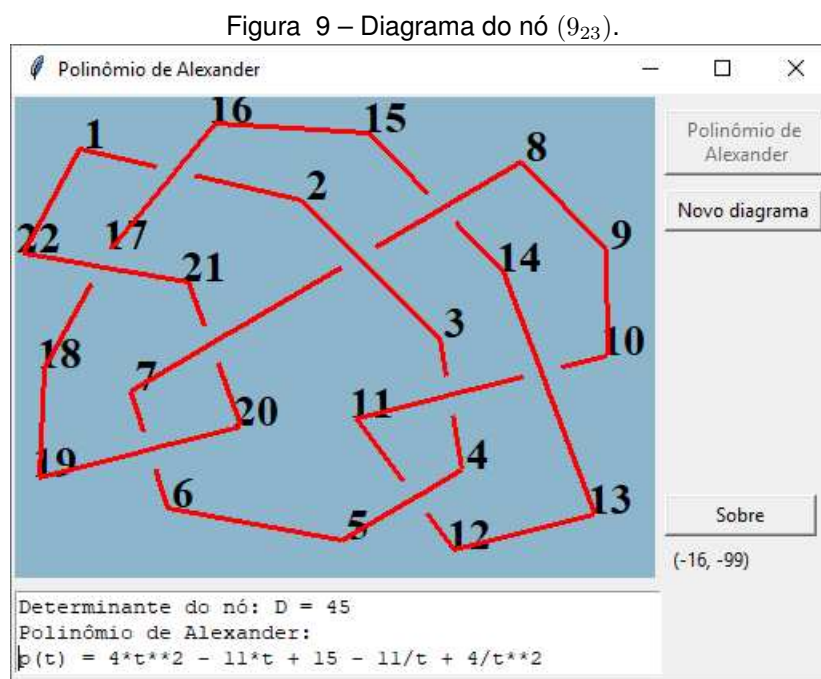 Figura 9 – Diagrama do nó (9₂₃).
Polinômio de Alexander
16
15
1
8
2
Polinômio de
Alexander
Novo diagrama
22
17
21
14
9
3
10
18
7
11
20
4
19
6
5
12
13
Sobre
(-16, -99)
Determinante do nó: D = 45
Polinômio de Alexander:
p(t) = 4*t**2 - 11*t + 15 - 11/t + 4/t**2